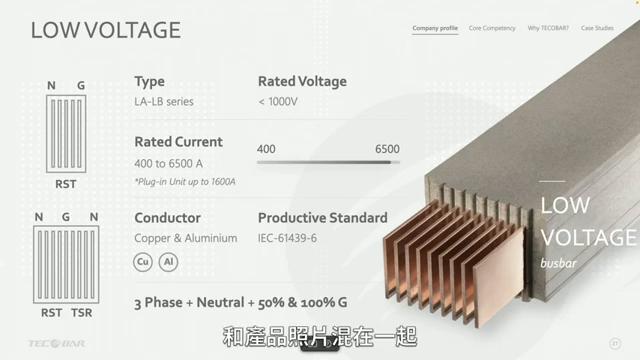 LOW VOLTAGE
Company profile
Core Competency
Why TECOBAR?
Case Studies
N G
RST
Type
LA-LB series
Rated Voltage
< 1000V
Rated Current
400 to 6500 A
*Plug-in Unit up to 1600A
400 6500
N G N
RST TSR
Conductor
Copper & Aluminium
Cu Al
Productive Standard
IEC-61439-6
3 Phase + Neutral + 50% & 100% G
LOW
VOLTAGE
busbar
TECOBAR
和產品照片混在一起